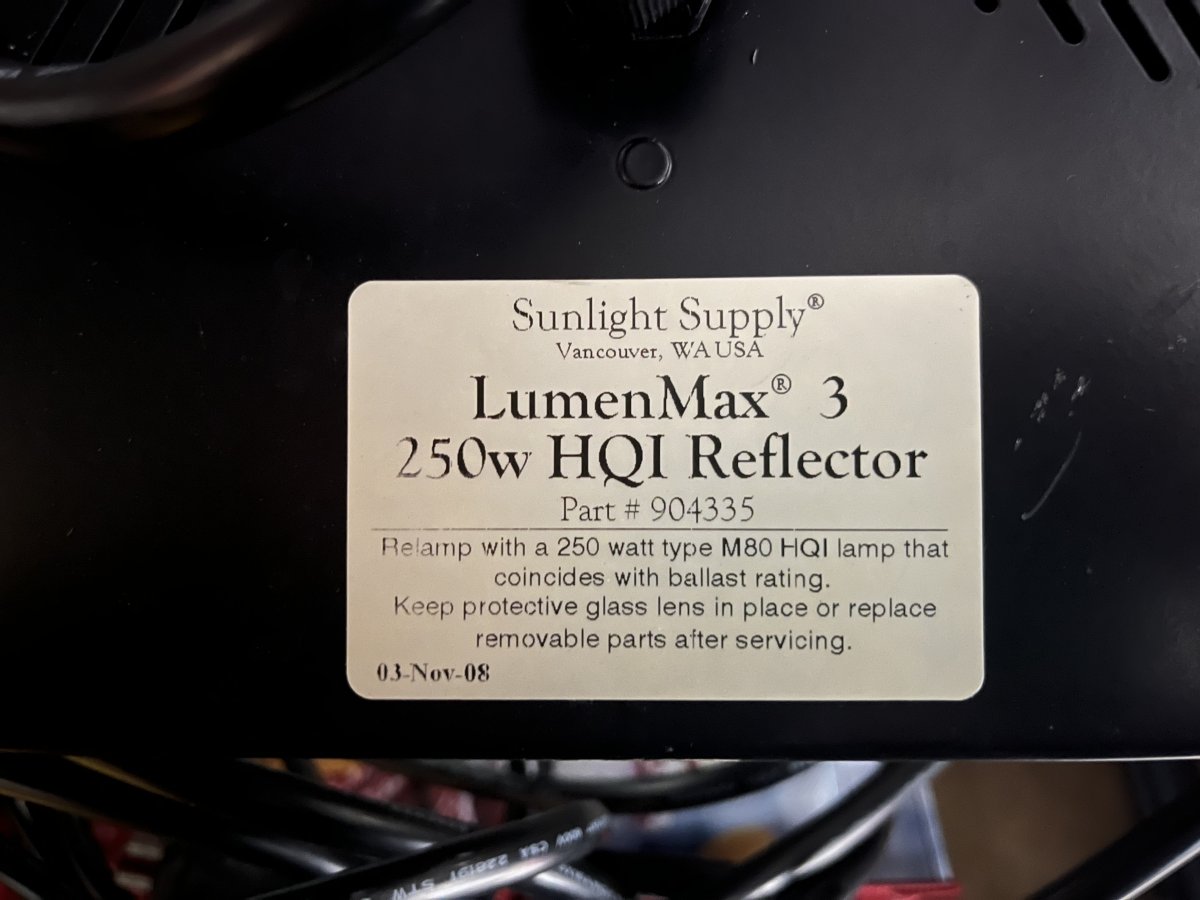 Sunlight Supply®
Vancouver, WA USA
LumenMax® 3
250w HQI Reflector
Part # 904335
Relamp with a 250 watt type M80 HQI lamp that
coincides with ballast rating.
Keep protective glass lens in place or replace
removable parts after servicing.
03-Nov-08